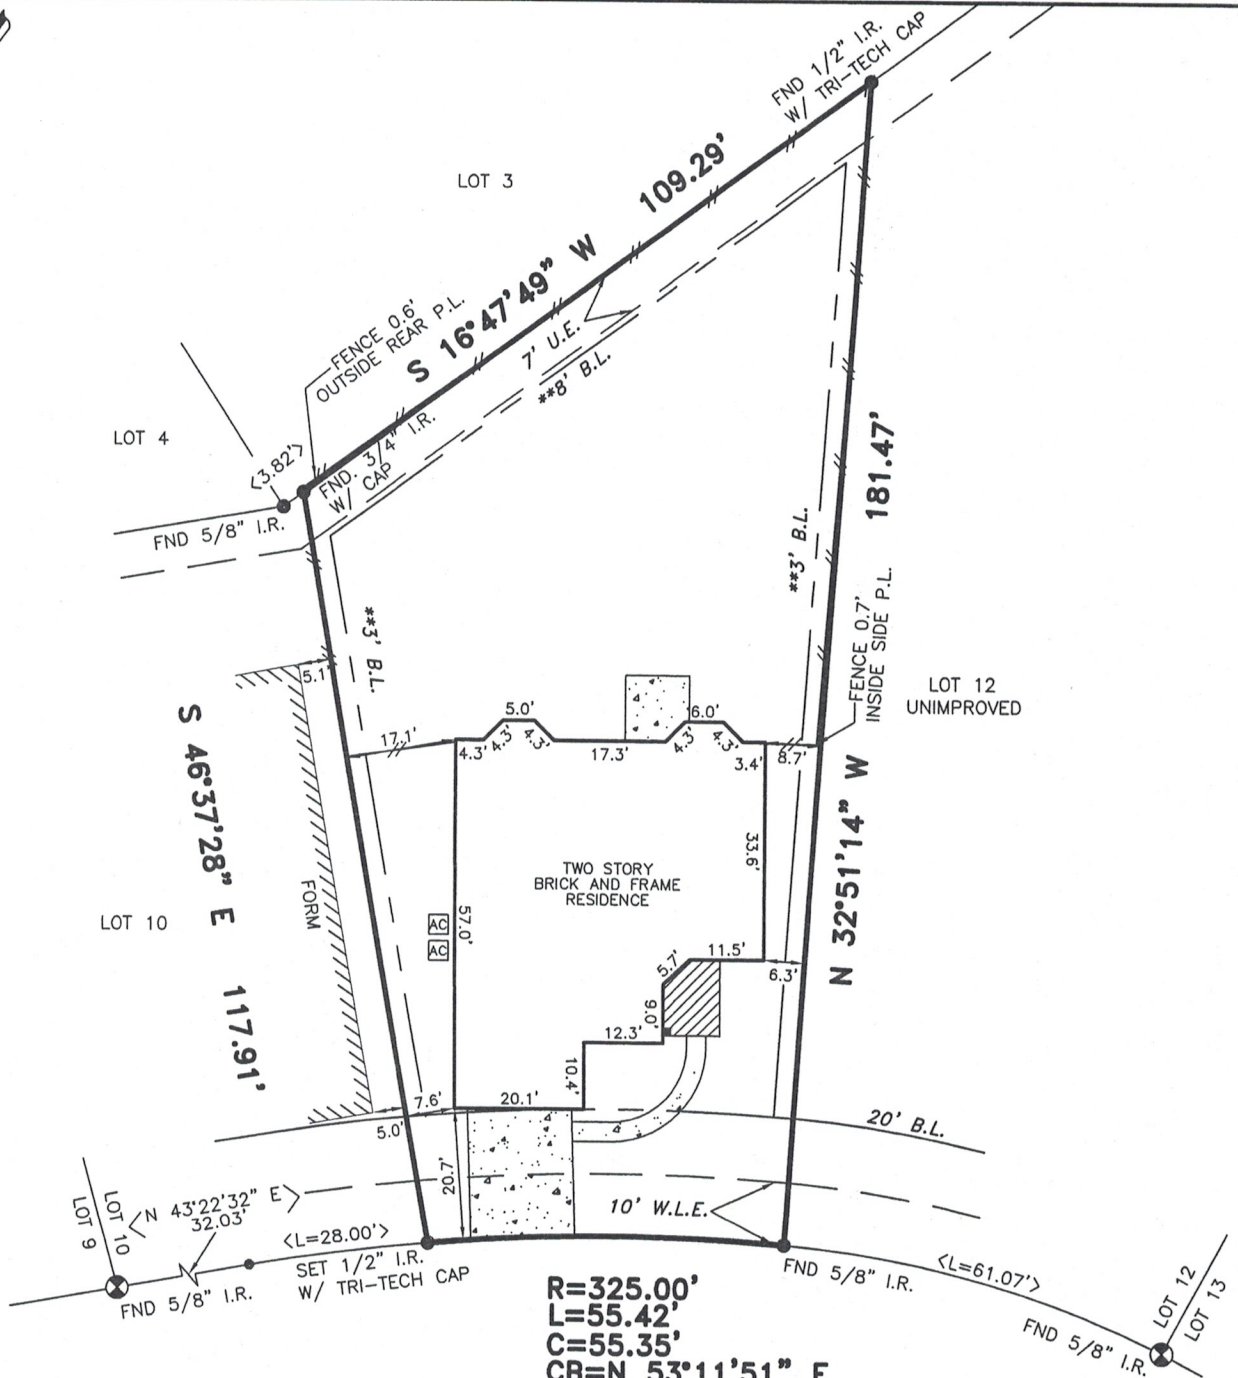 FND 1/2" I.R.
W/ TRI-TECH CAP
LOT 3
S 16°47'49" W 109.29'
FENCE 0.6'
OUTSIDE REAR P.L.
7' U.E.
**8' B.L.
LOT 4
<3.82'>
FND. 3/4" I.R.
W/ CAP
FND 5/8" I.R.
181.47'
**3' B.L.
**3' B.L.
FENCE 0.7'
INSIDE SIDE P.L.
LOT 12
UNIMPROVED
5.1'
S 46°37'28" E 117.91'
17.1'
4.3'
4.3'
5.0'
4.3'
17.3'
4.3'
6.0'
4.3'
3.4'
8.7'
N 32°51'14" W
33.6'
TWO STORY
BRICK AND FRAME
RESIDENCE
LOT 10
FORM
AC
AC
57.0'
11.5'
5.7'
6.3'
9.0'
12.3'
10.4'
7.6'
20.1'
5.0'
20' B.L.
20.7'
10' W.L.E.
LOT 9
LOT 10
<N 43°22'32" E>
32.03'
<L=28.00'>
SET 1/2" I.R.
W/ TRI-TECH CAP
FND 5/8" I.R.
FND 5/8" I.R.
<L=61.07'>
LOT 12
LOT 13
FND 5/8" I.R.
R=325.00'
L=55.42'
C=55.35'
CB=N 53°11'51" E